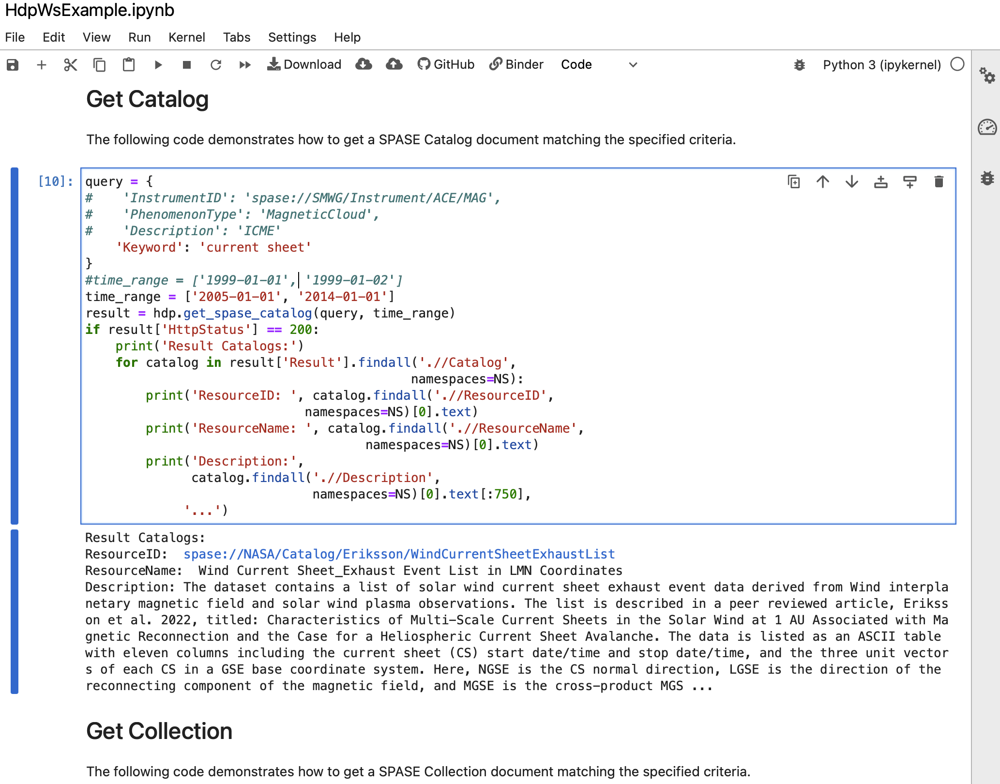 HdpWsExample.ipynb
File Edit View Run Kernel Tabs Settings Help
Download GitHub Binder Code Python 3 (ipykernel)
Get Catalog
The following code demonstrates how to get a SPASE Catalog document matching the specified criteria.
[10]: query = {
#    'InstrumentID': 'spase://SMWG/Instrument/ACE/MAG',
#    'PhenomenonType': 'MagneticCloud',
#    'Description': 'ICME'
    'Keyword': 'current sheet'
}
#time_range = ['1999-01-01', '1999-01-02']
time_range = ['2005-01-01', '2014-01-01']
result = hdp.get_spase_catalog(query, time_range)
if result['HttpStatus'] == 200:
    print('Result Catalogs:')
    for catalog in result['Result'].findall('.//Catalog',
                                           namespaces=NS):
        print('ResourceID: ', catalog.findall('.//ResourceID',
                             namespaces=NS)[0].text)
        print('ResourceName: ', catalog.findall('.//ResourceName',
                                     namespaces=NS)[0].text)
        print('Description:',
              catalog.findall('.//Description',
                              namespaces=NS)[0].text[:750],
             '...')
Result Catalogs:
ResourceID:  spase://NASA/Catalog/Eriksson/WindCurrentSheetExhaustList
ResourceName:  Wind Current Sheet_Exhaust Event List in LMN Coordinates
Description: The dataset contains a list of solar wind current sheet exhaust event data derived from Wind interpla
netary magnetic field and solar wind plasma observations. The list is described in a peer reviewed article, Erikss
on et al. 2022, titled: Characteristics of Multi-Scale Current Sheets in the Solar Wind at 1 AU Associated with Ma
gnetic Reconnection and the Case for a Heliospheric Current Sheet Avalanche. The data is listed as an ASCII table
with eleven columns including the current sheet (CS) start date/time and stop date/time, and the three unit vector
s of each CS in a GSE base coordinate system. Here, NGSE is the CS normal direction, LGSE is the direction of the
reconnecting component of the magnetic field, and MGSE is the cross-product MGS ...
Get Collection
The following code demonstrates how to get a SPASE Collection document matching the specified criteria.